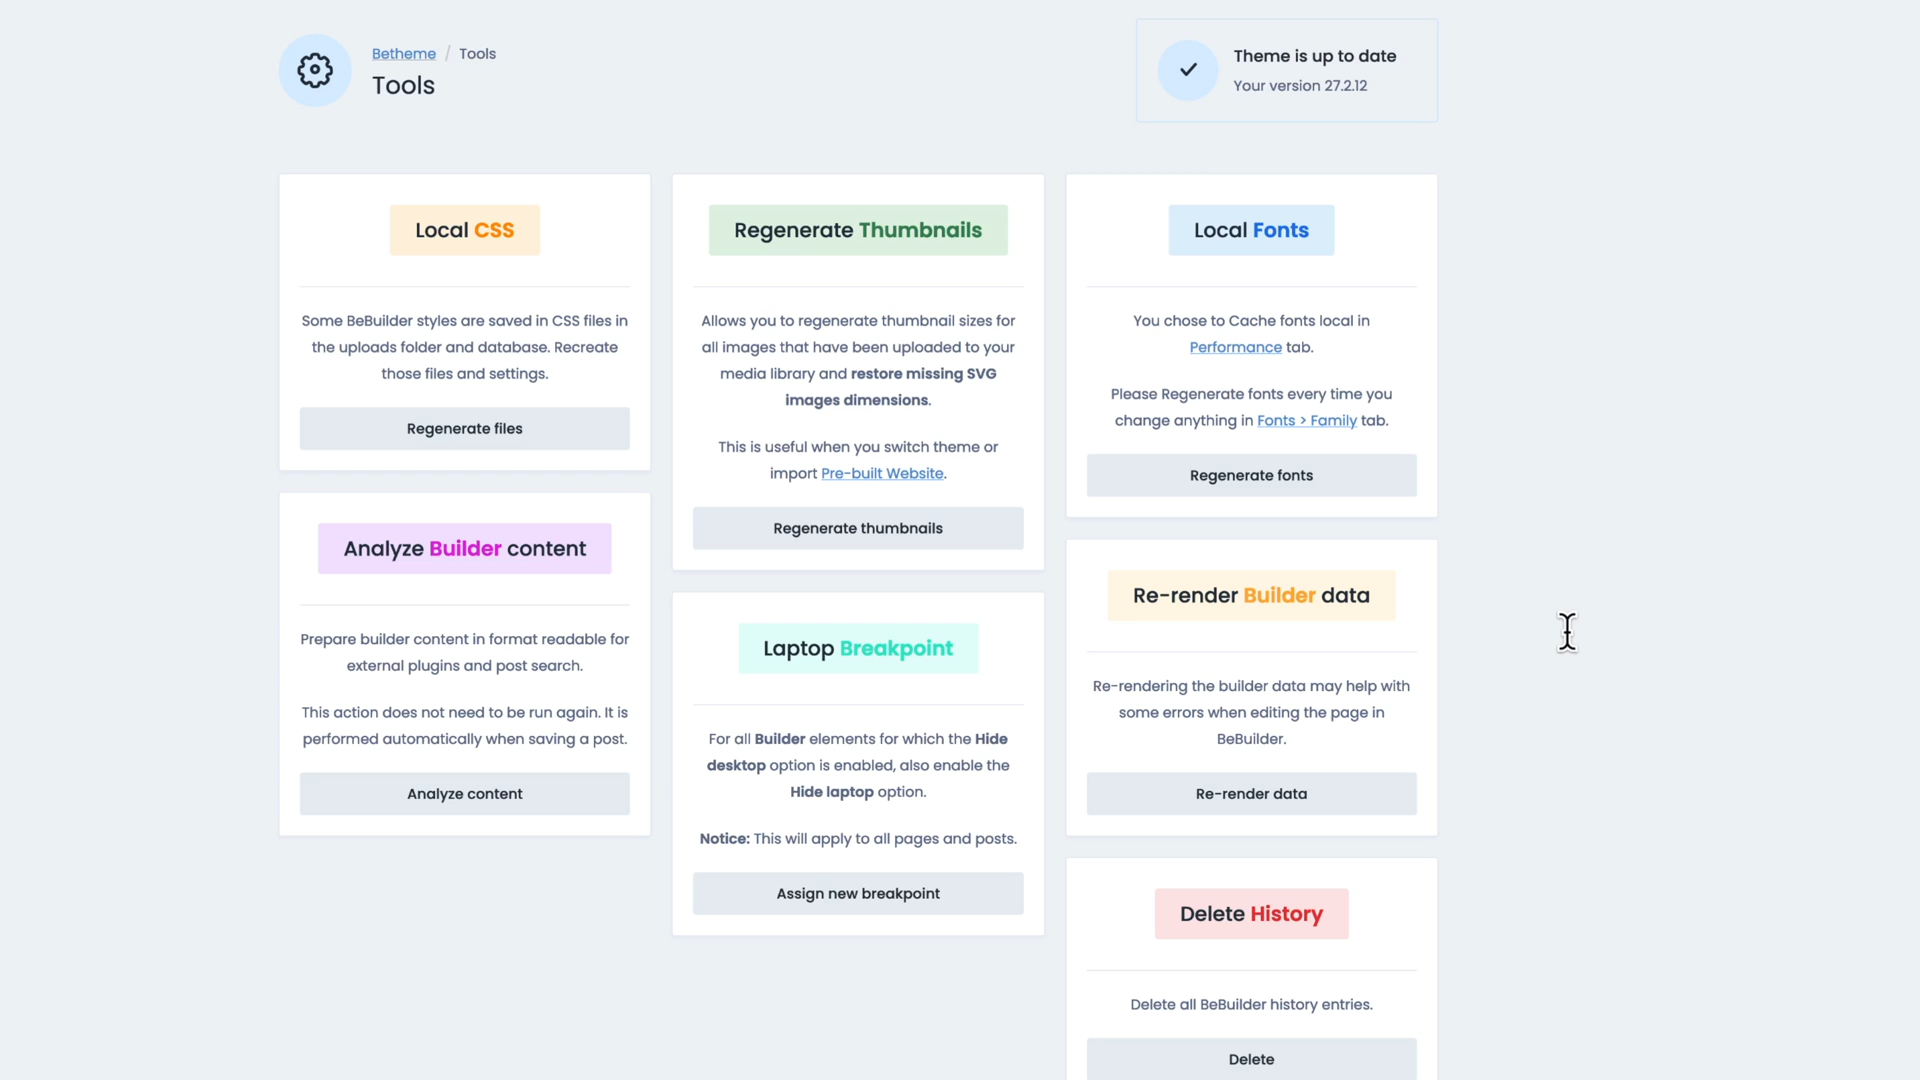 Betheme / Tools
Tools
Theme is up to date
Your version 27.2.12
Local CSS
Some BeBuilder styles are saved in CSS files in
the uploads folder and database. Recreate
those files and settings.
Regenerate files
Analyze Builder content
Prepare builder content in format readable for
external plugins and post search.
This action does not need to be run again. It is
performed automatically when saving a post.
Analyze content
Regenerate Thumbnails
Allows you to regenerate thumbnail sizes for
all images that have been uploaded to your
media library and restore missing SVG
images dimensions.
This is useful when you switch theme or
import Pre-built Website.
Regenerate thumbnails
Laptop Breakpoint
For all Builder elements for which the Hide
desktop option is enabled, also enable the
Hide laptop option.
Notice: This will apply to all pages and posts.
Assign new breakpoint
Local Fonts
You chose to Cache fonts local in
Performance tab.
Please Regenerate fonts every time you
change anything in Fonts > Family tab.
Regenerate fonts
Re-render Builder data
Re-rendering the builder data may help with
some errors when editing the page in
BeBuilder.
Re-render data
Delete History
Delete all BeBuilder history entries.
Delete